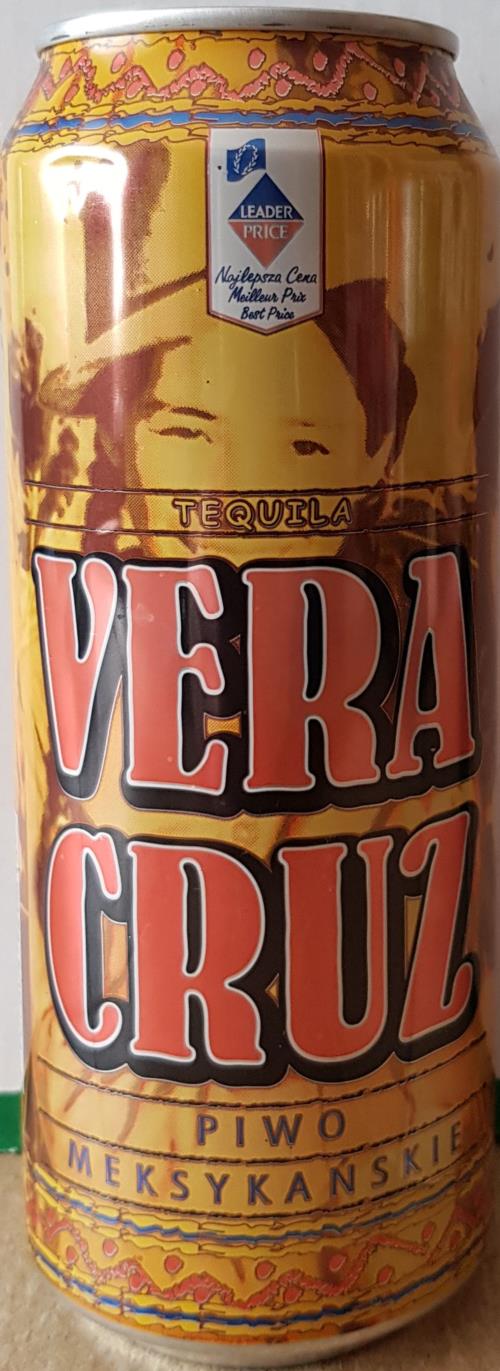 LEADER
PRICE
Najlepsza Cena
Meilleur Prix
Best Price
TEQUILA
VERA
CRUZ
PIWO
MEKSYKAŃSKIE